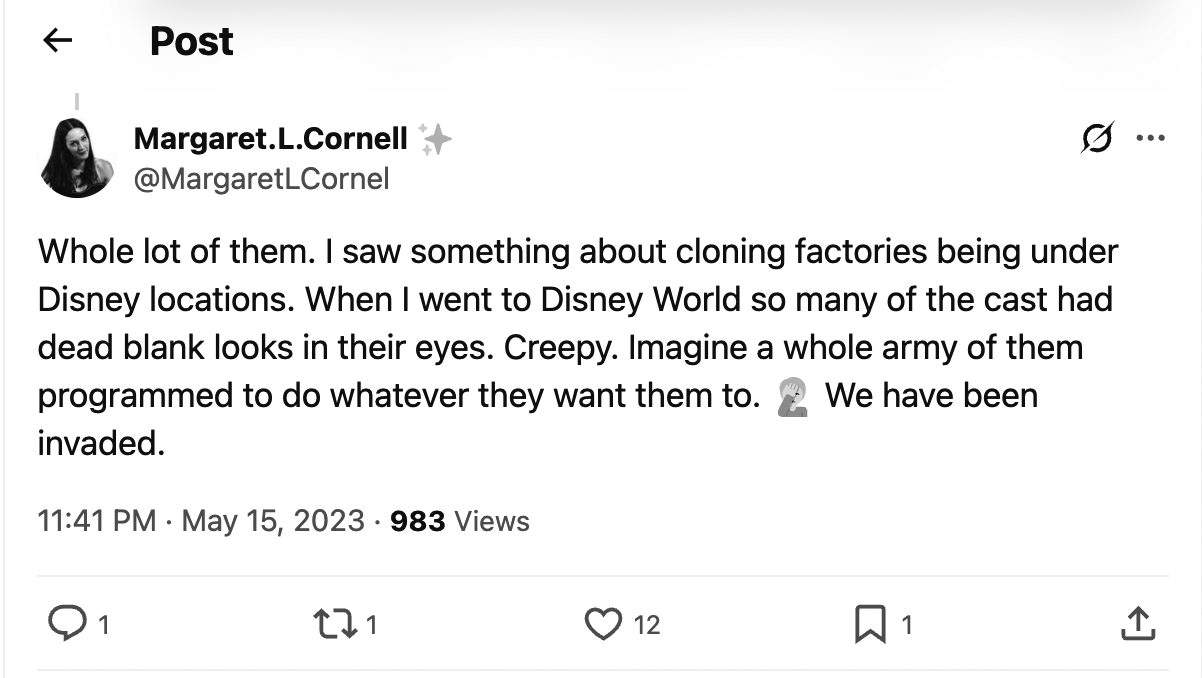 Post
Margaret.L.Cornell ✨
@MargaretLCornel
Whole lot of them. I saw something about cloning factories being under
Disney locations. When I went to Disney World so many of the cast had
dead blank looks in their eyes. Creepy. Imagine a whole army of them
programmed to do whatever they want them to. 🤦 We have been
invaded.
11:41 PM · May 15, 2023 · 983 Views
1 1 12 1